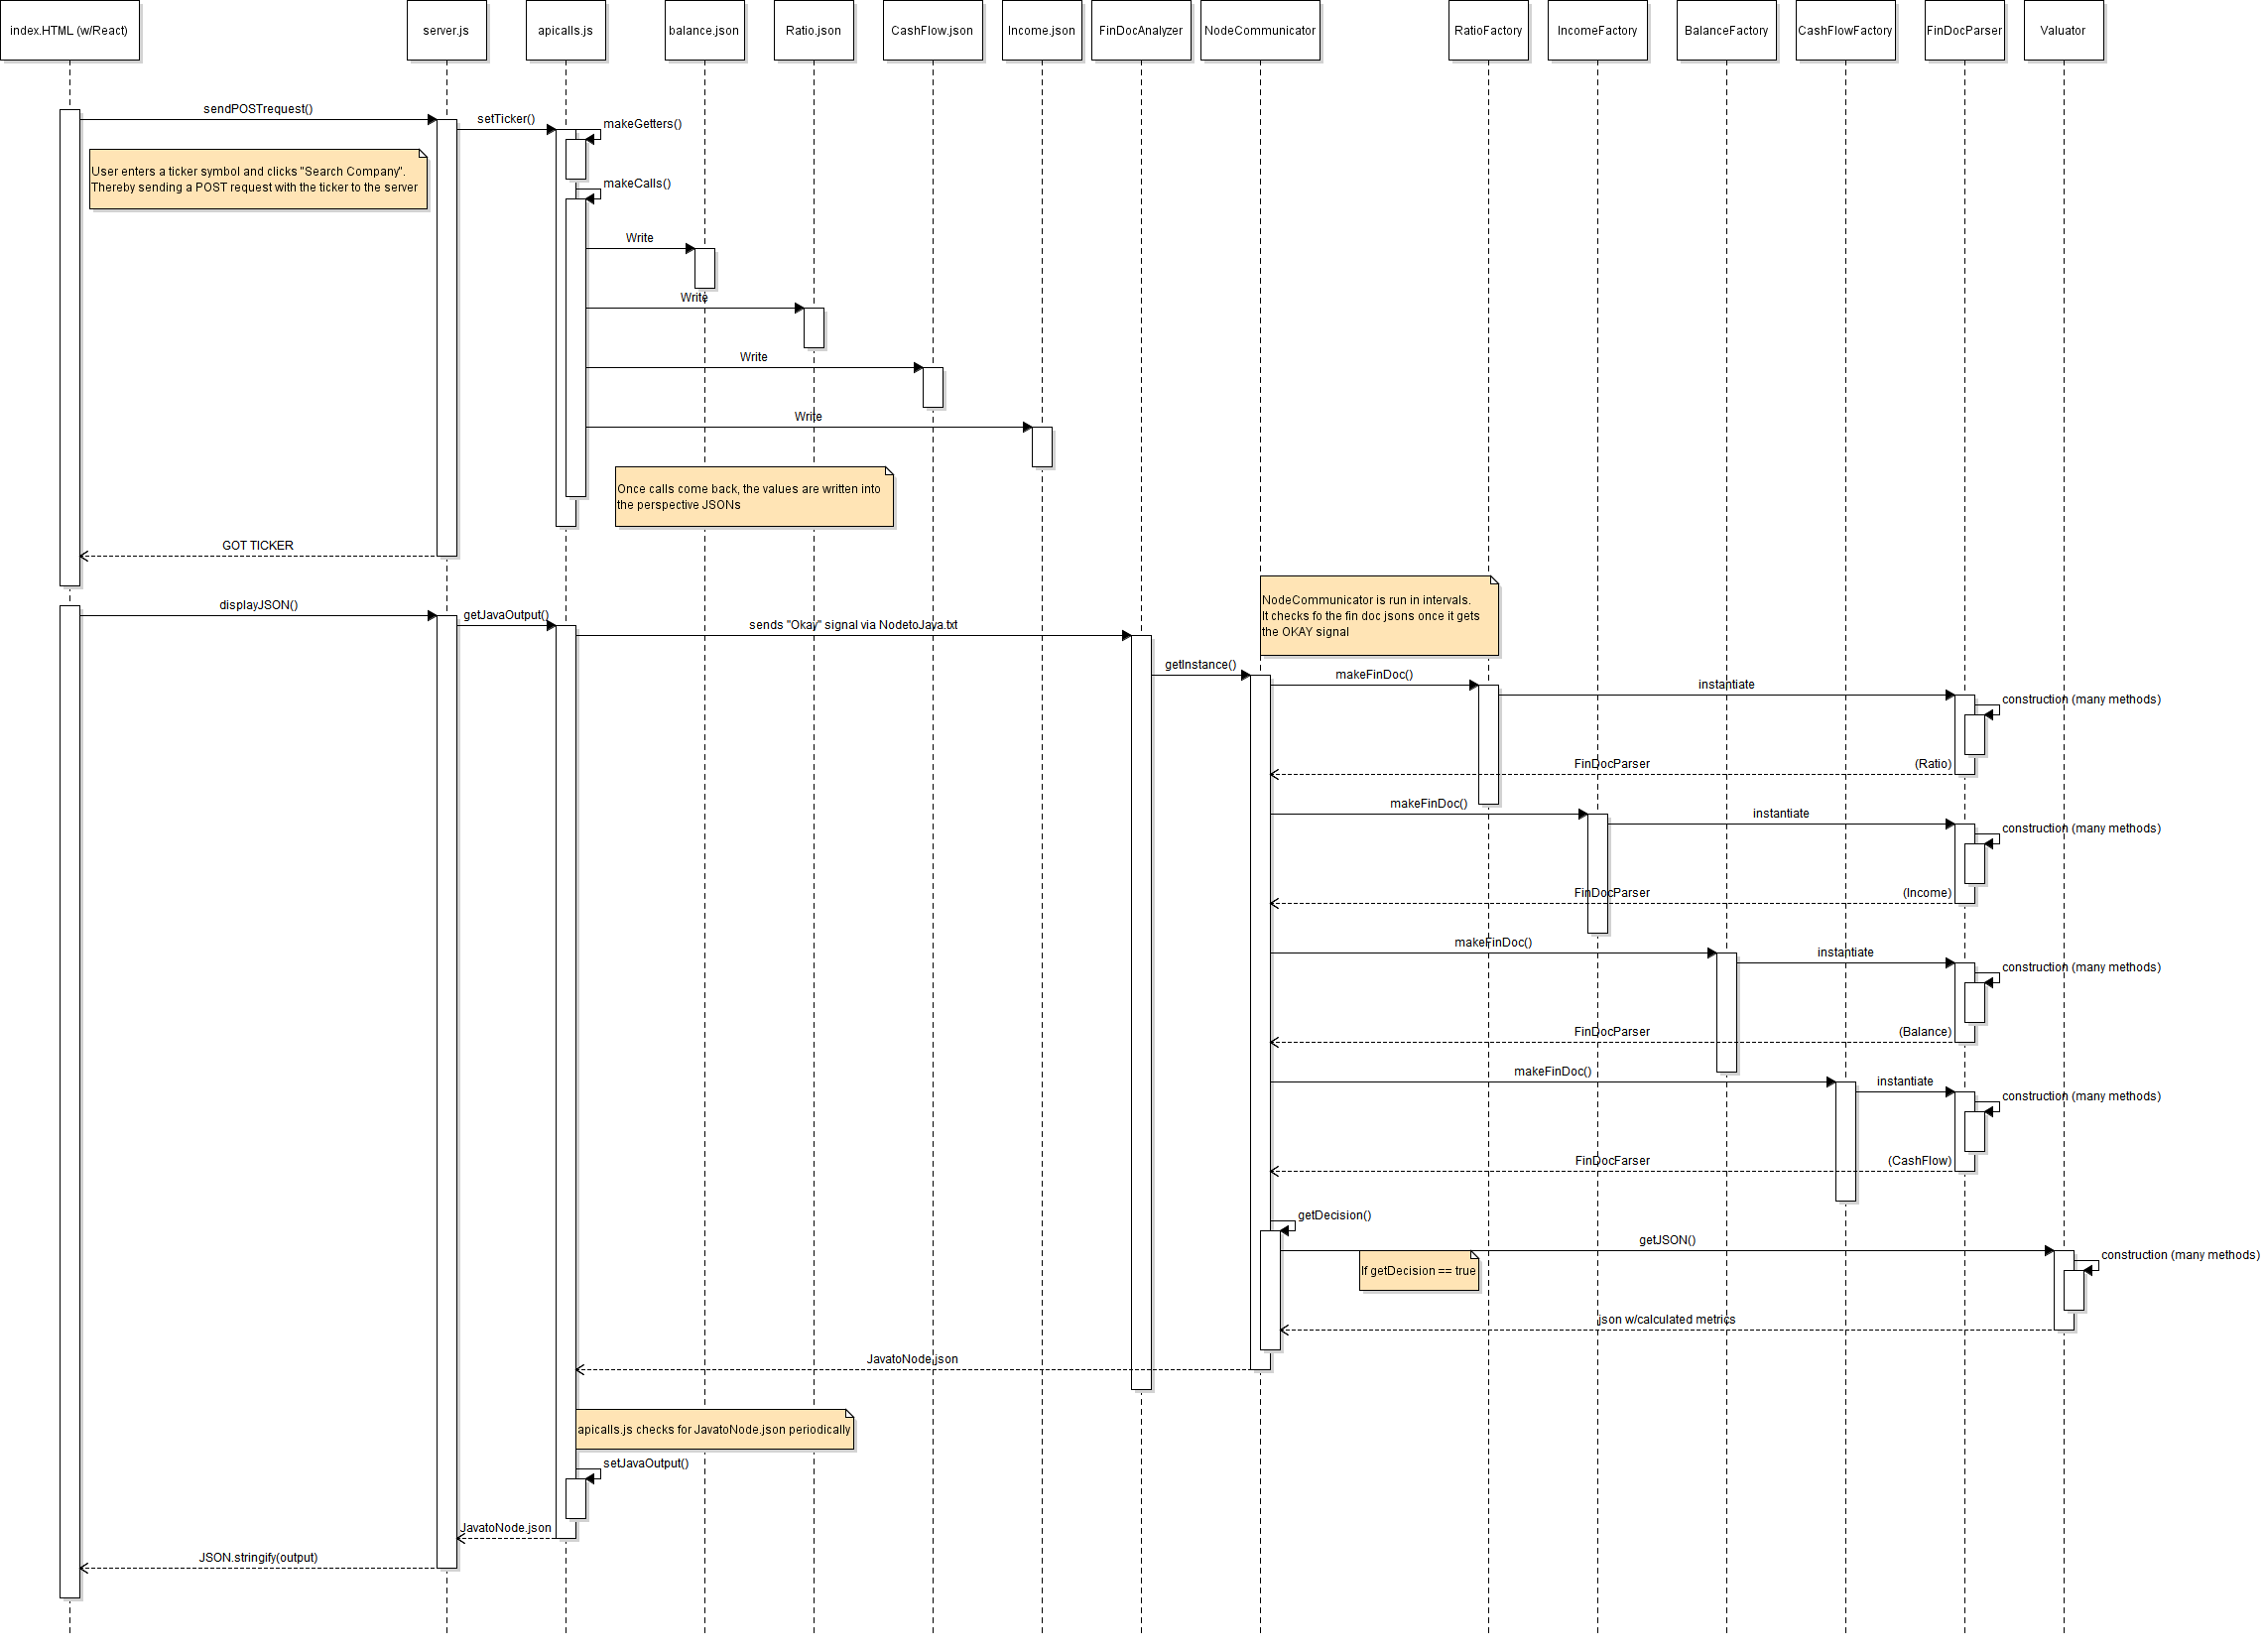 index.HTML (w/React)
server.js
apicalls.js
balance.json
Ratio.json
CashFlow.json
Income.json
FinDocAnalyzer
NodeCommunicator
RatioFactory
IncomeFactory
BalanceFactory
CashFlowFactory
FinDocParser
Valuator
sendPOSTrequest()
setTicker()
makeGetters()
User enters a ticker symbol and clicks "Search Company".
Thereby sending a POST request with the ticker to the server
makeCalls()
Write
Write
Write
Write
Once calls come back, the values are written into
the perspective JSONs
GOT TICKER
NodeCommunicator is run in intervals.
It checks fo the fin doc jsons once it gets
the OKAY signal
displayJSON()
getJavaOutput()
sends "Okay" signal via NodetoJava.txt
getInstance()
makeFinDoc()
instantiate
construction (many methods)
FinDocParser
(Ratio)
makeFinDoc()
instantiate
construction (many methods)
FinDocParser
(Income)
makeFinDoc()
instantiate
construction (many methods)
FinDocParser
(Balance)
makeFinDoc()
instantiate
construction (many methods)
FinDocFarser
(CashFlow)
getDecision()
getJSON()
construction (many methods)
If getDecision == true
json w/calculated metrics
JavatoNode.json
apicalls.js checks for JavatoNode.json periodically
setJavaOutput()
JavatoNode.json
JSON.stringify(output)